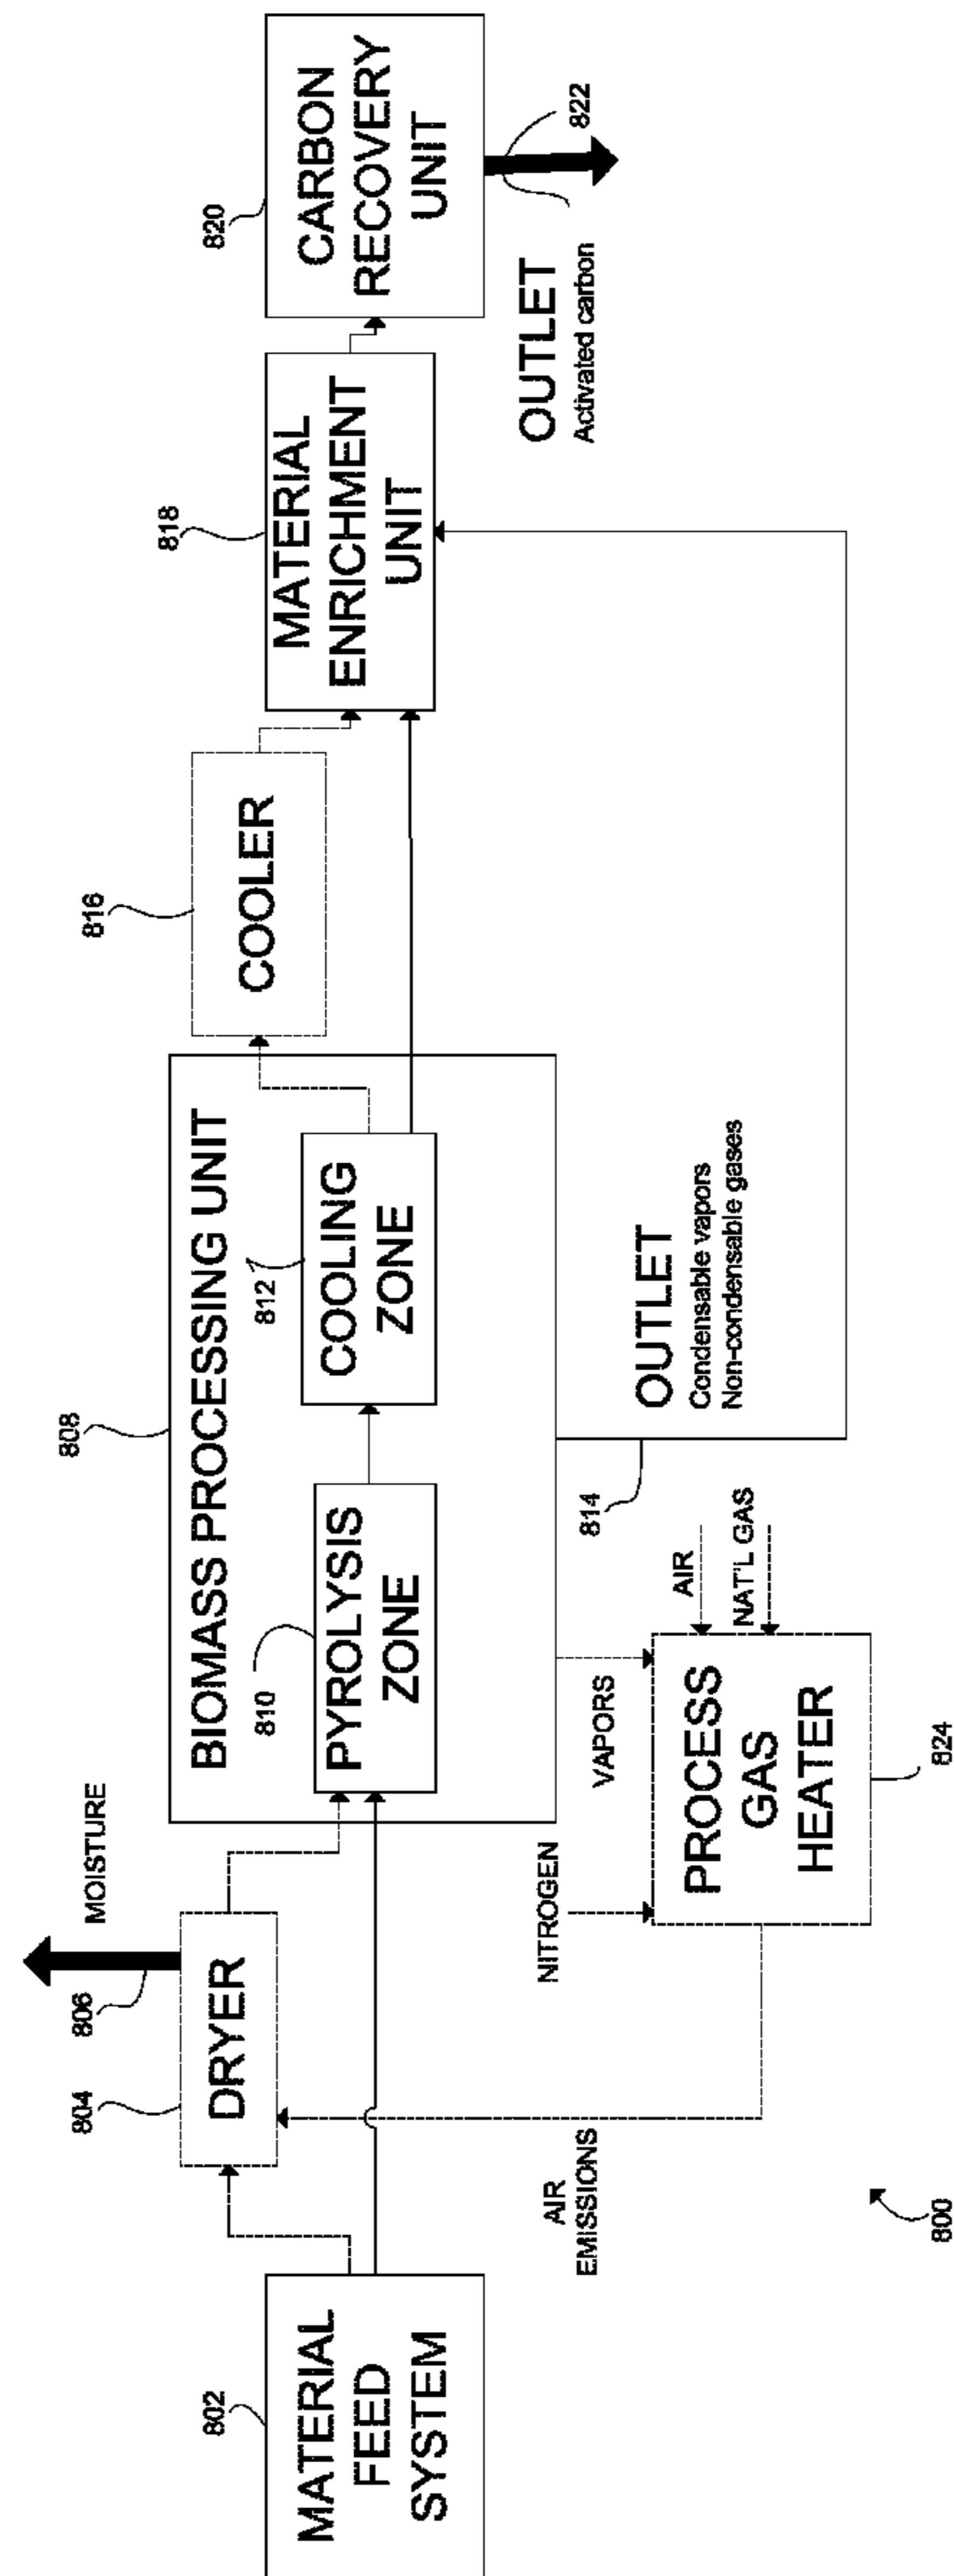 802
MATERIAL
FEED
SYSTEM
804
DRYER
806
MOISTURE
808
BIOMASS PROCESSING UNIT
810
PYROLYSIS
ZONE
812
COOLING
ZONE
816
COOLER
818
MATERIAL
ENRICHMENT
UNIT
820
CARBON
RECOVERY
UNIT
822
OUTLET
Activated carbon
814
OUTLET
Condensable vapors
Non-condensable gases
AIR
NAT'L GAS
VAPORS
NITROGEN
PROCESS
GAS
HEATER
824
AIR
EMISSIONS
800